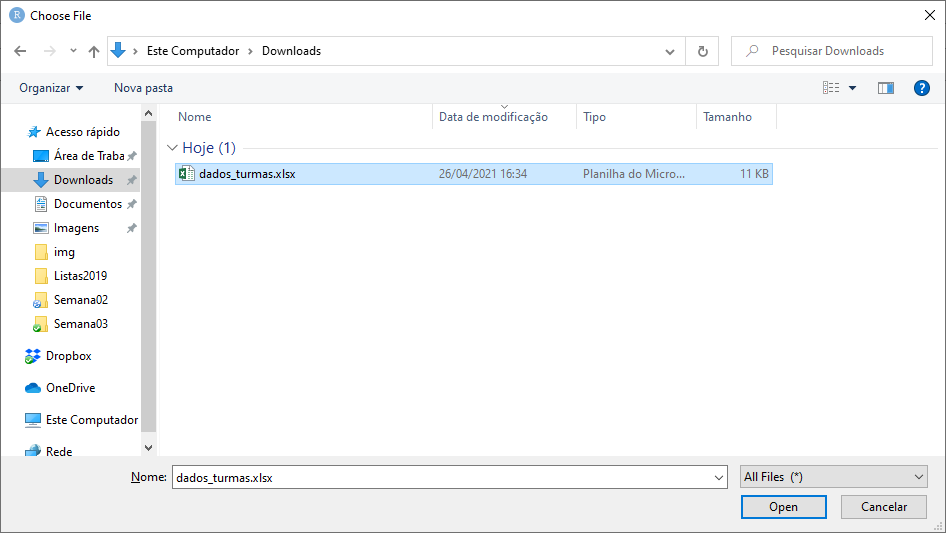 R Choose File
Este Computador > Downloads
Pesquisar Downloads
Organizar
Nova pasta
?
Nome
Data de modificação
Tipo
Tamanho
Acesso rápido
Área de Traba
Downloads
Documentos
Imagens
img
Listas2019
Semana02
Semana03
Dropbox
OneDrive
Este Computador
Rede
Hoje (1)
dados_turmas.xlsx 26/04/2021 16:34 Planilha do Micro... 11 KB
Nome: dados_turmas.xlsx
All Files (*)
Open
Cancelar